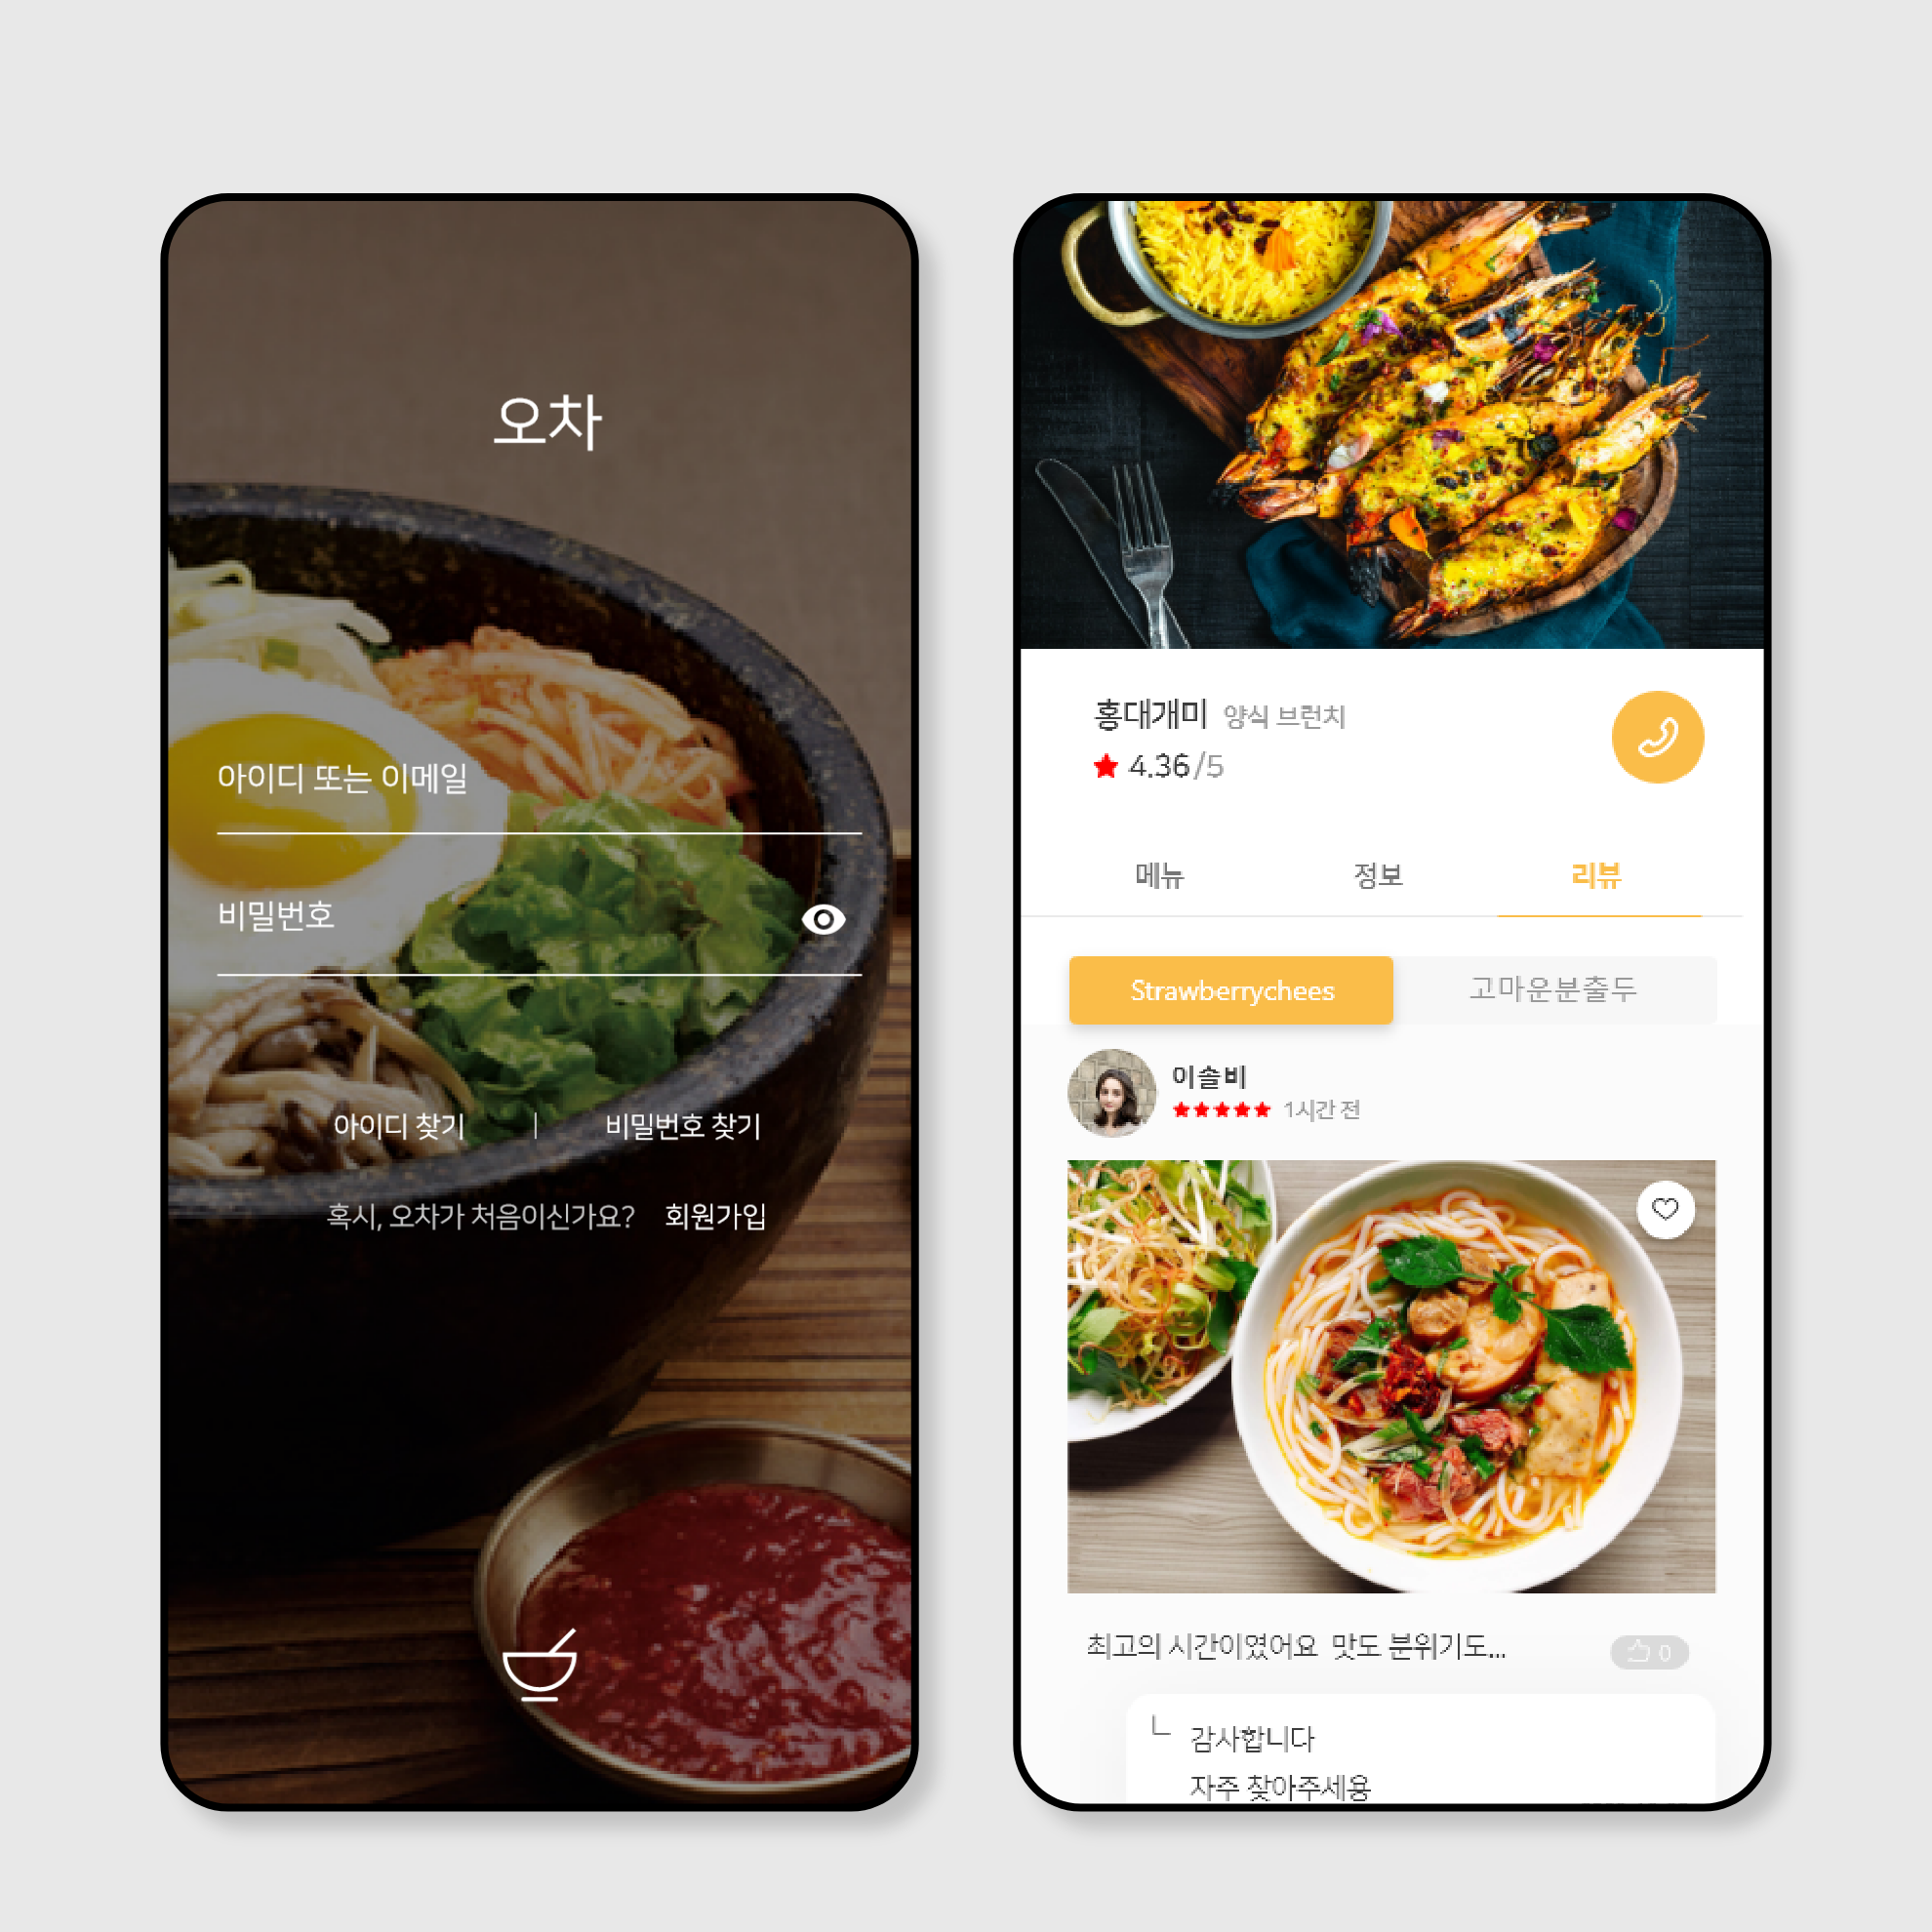 오차
아이디 또는 이메일
비밀번호
아이디 찾기 | 비밀번호 찾기
혹시, 오차가 처음이신가요? 회원가입
홍대개미 양식 브런치
4.36/5
메뉴 정보 리뷰
Strawberrychees 고마운분출두
이솔비
1시간 전
최고의 시간이였어요 맛도 분위기도... 0
감사합니다
자주 찾아주세용